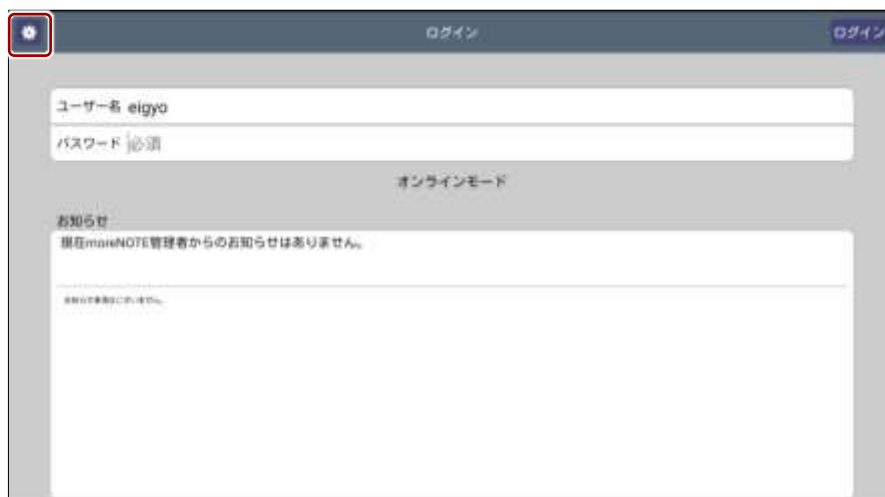 ログイン ログイン
ユーザー名 eigyo
パスワード 必須
オンラインモード
お知らせ
現在moreNOTE管理者からのお知らせはありません。